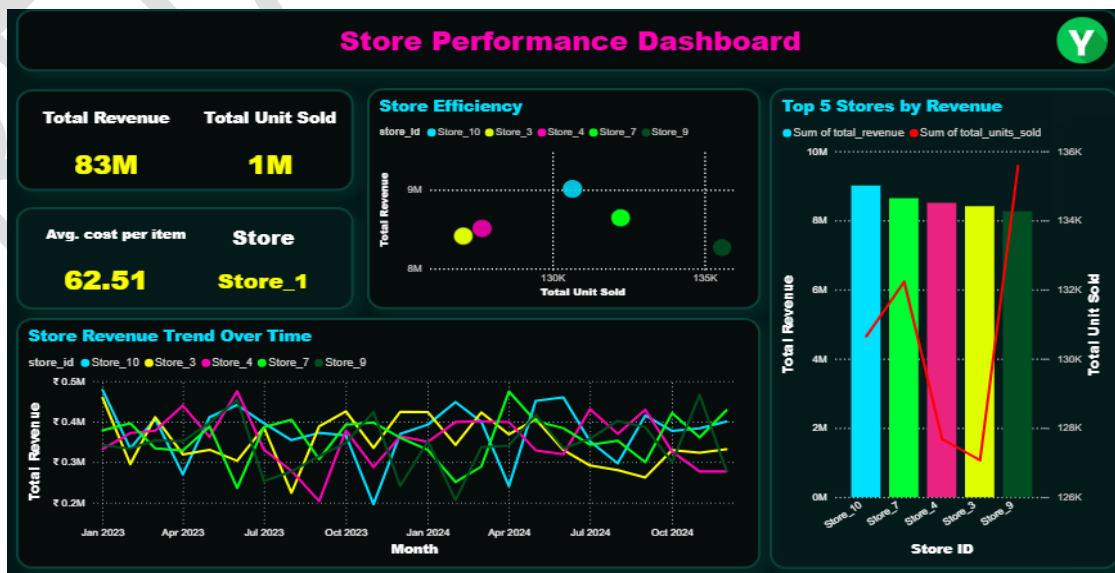 Store Performance Dashboard
Y
Total Revenue
Total Unit Sold
83M
1M
Avg. cost per item
Store
62.51
Store_1
Store Efficiency
store_id Store_10 Store_3 Store_4 Store_7 Store_9
Total Revenue
9M
8M
130K
135K
Total Unit Sold
Top 5 Stores by Revenue
Sum of total_revenue Sum of total_units_sold
Total Revenue
10M
8M
6M
4M
2M
0M
136K
134K
132K
130K
128K
126K
Total Unit Sold
Store_10
Store_7
Store_4
Store_3
Store_9
Store ID
Store Revenue Trend Over Time
store_id Store_10 Store_3 Store_4 Store_7 Store_9
Total Revenue
₹ 0.5M
₹ 0.4M
₹ 0.3M
₹ 0.2M
Jan 2023
Apr 2023
Jul 2023
Oct 2023
Jan 2024
Apr 2024
Jul 2024
Oct 2024
Month